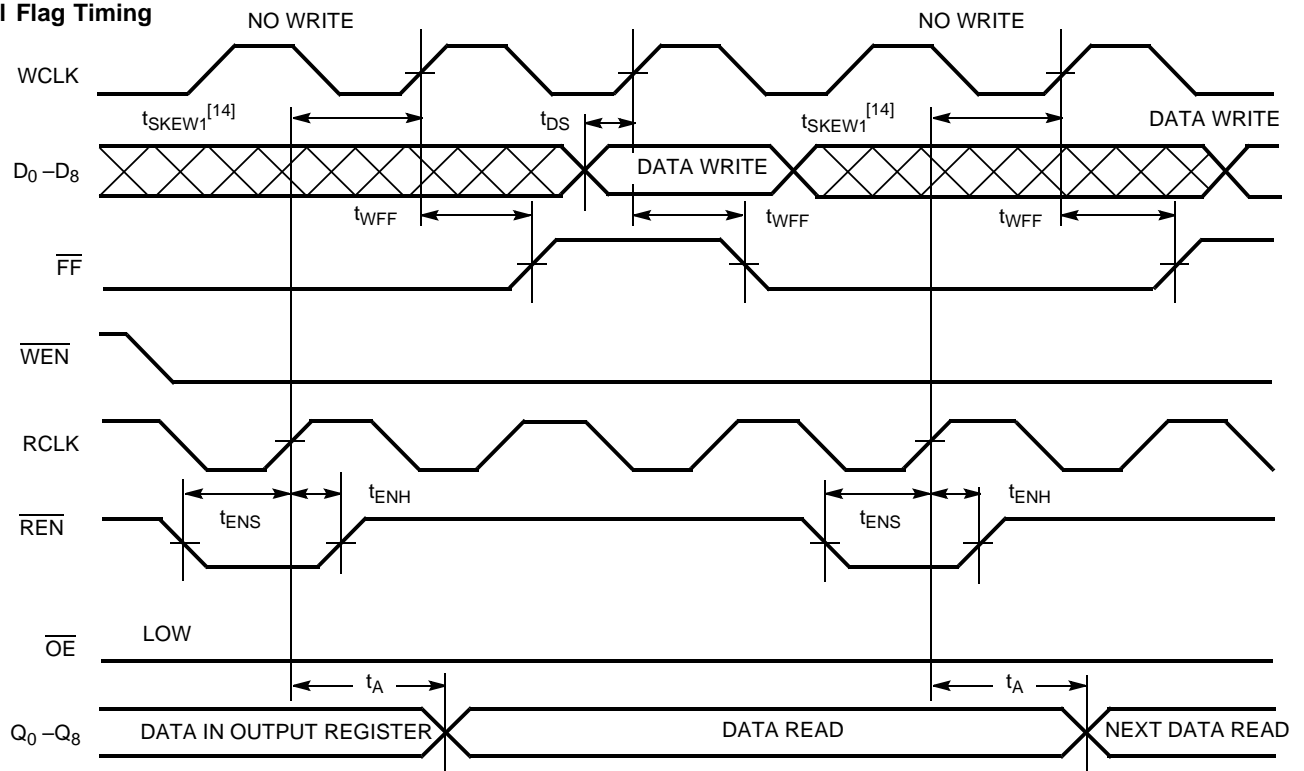 l Flag Timing
NO WRITE NO WRITE
WCLK
tSKEW1[14] tDS tSKEW1[14] DATA WRITE
D0 –D8 DATA WRITE
tWFF tWFF tWFF
FF
WEN
RCLK
tENH tENH
REN tENS tENS
LOW
OE
tA tA
Q0 –Q8 DATA IN OUTPUT REGISTER DATA READ NEXT DATA READ